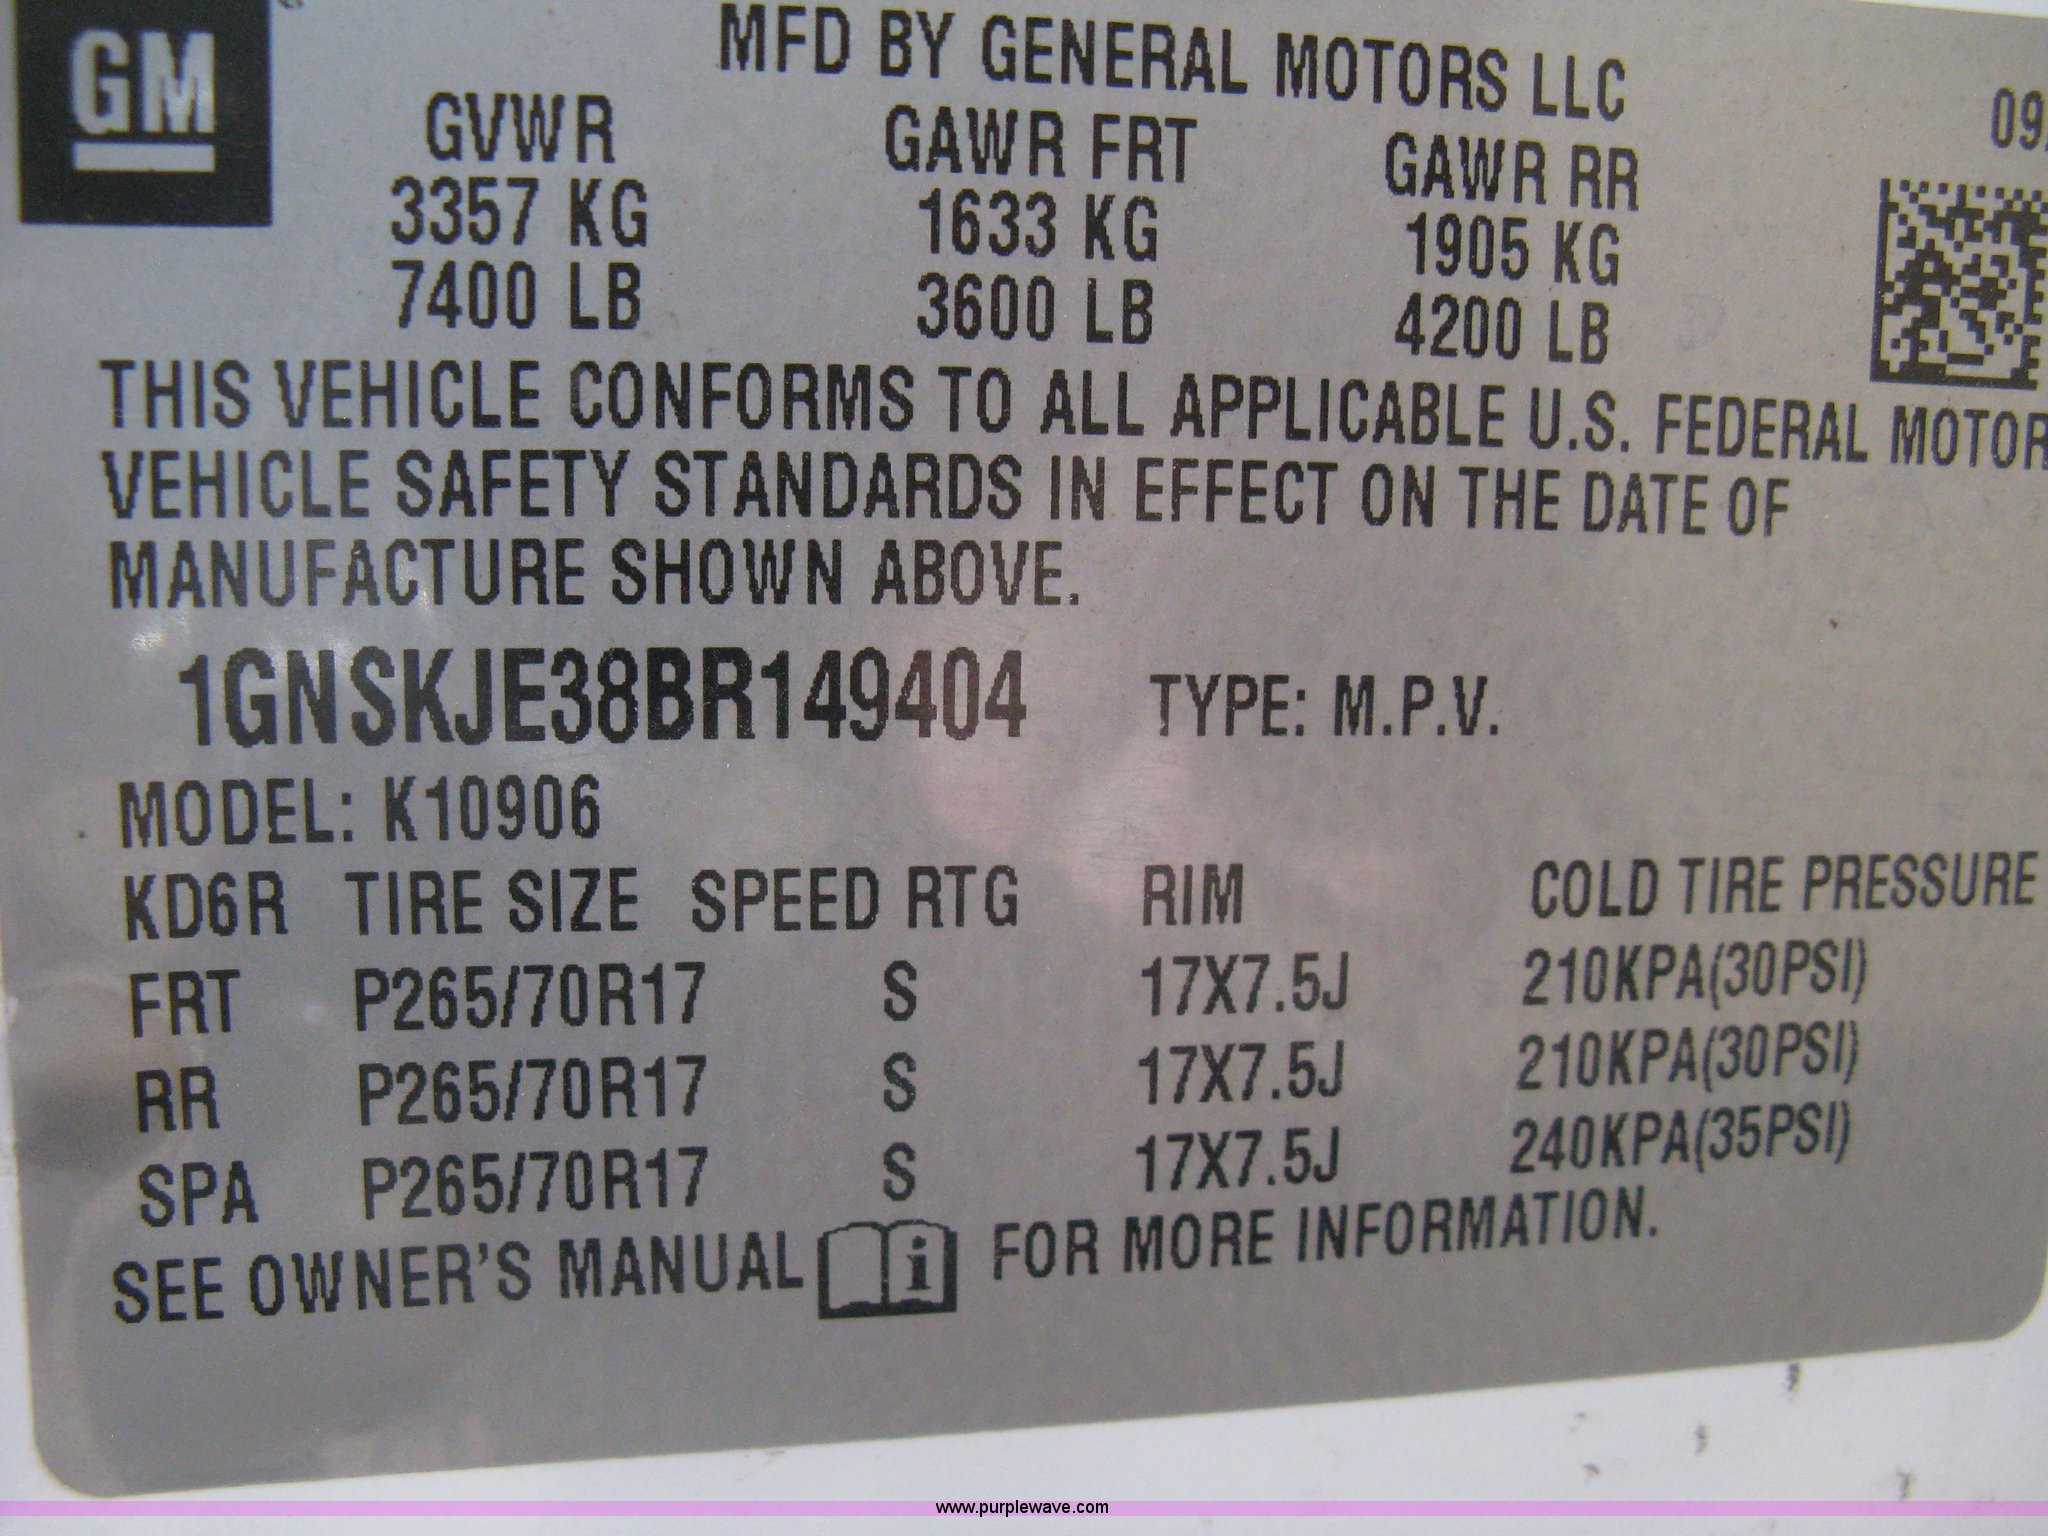 GM
MFD BY GENERAL MOTORS LLC
09
GVWR GAWR FRT GAWR RR
3357 KG 1633 KG 1905 KG
7400 LB 3600 LB 4200 LB
THIS VEHICLE CONFORMS TO ALL APPLICABLE U.S. FEDERAL MOTOR
VEHICLE SAFETY STANDARDS IN EFFECT ON THE DATE OF
MANUFACTURE SHOWN ABOVE.
1GNSKJE38BR149404 TYPE: M.P.V.
MODEL: K10906
KD6R TIRE SIZE SPEED RTG RIM COLD TIRE PRESSURE
FRT P265/70R17 S 17X7.5J 210KPA(30PSI)
RR P265/70R17 S 17X7.5J 210KPA(30PSI)
SPA P265/70R17 S 17X7.5J 240KPA(35PSI)
SEE OWNER'S MANUAL i FOR MORE INFORMATION.
www.purplewave.com